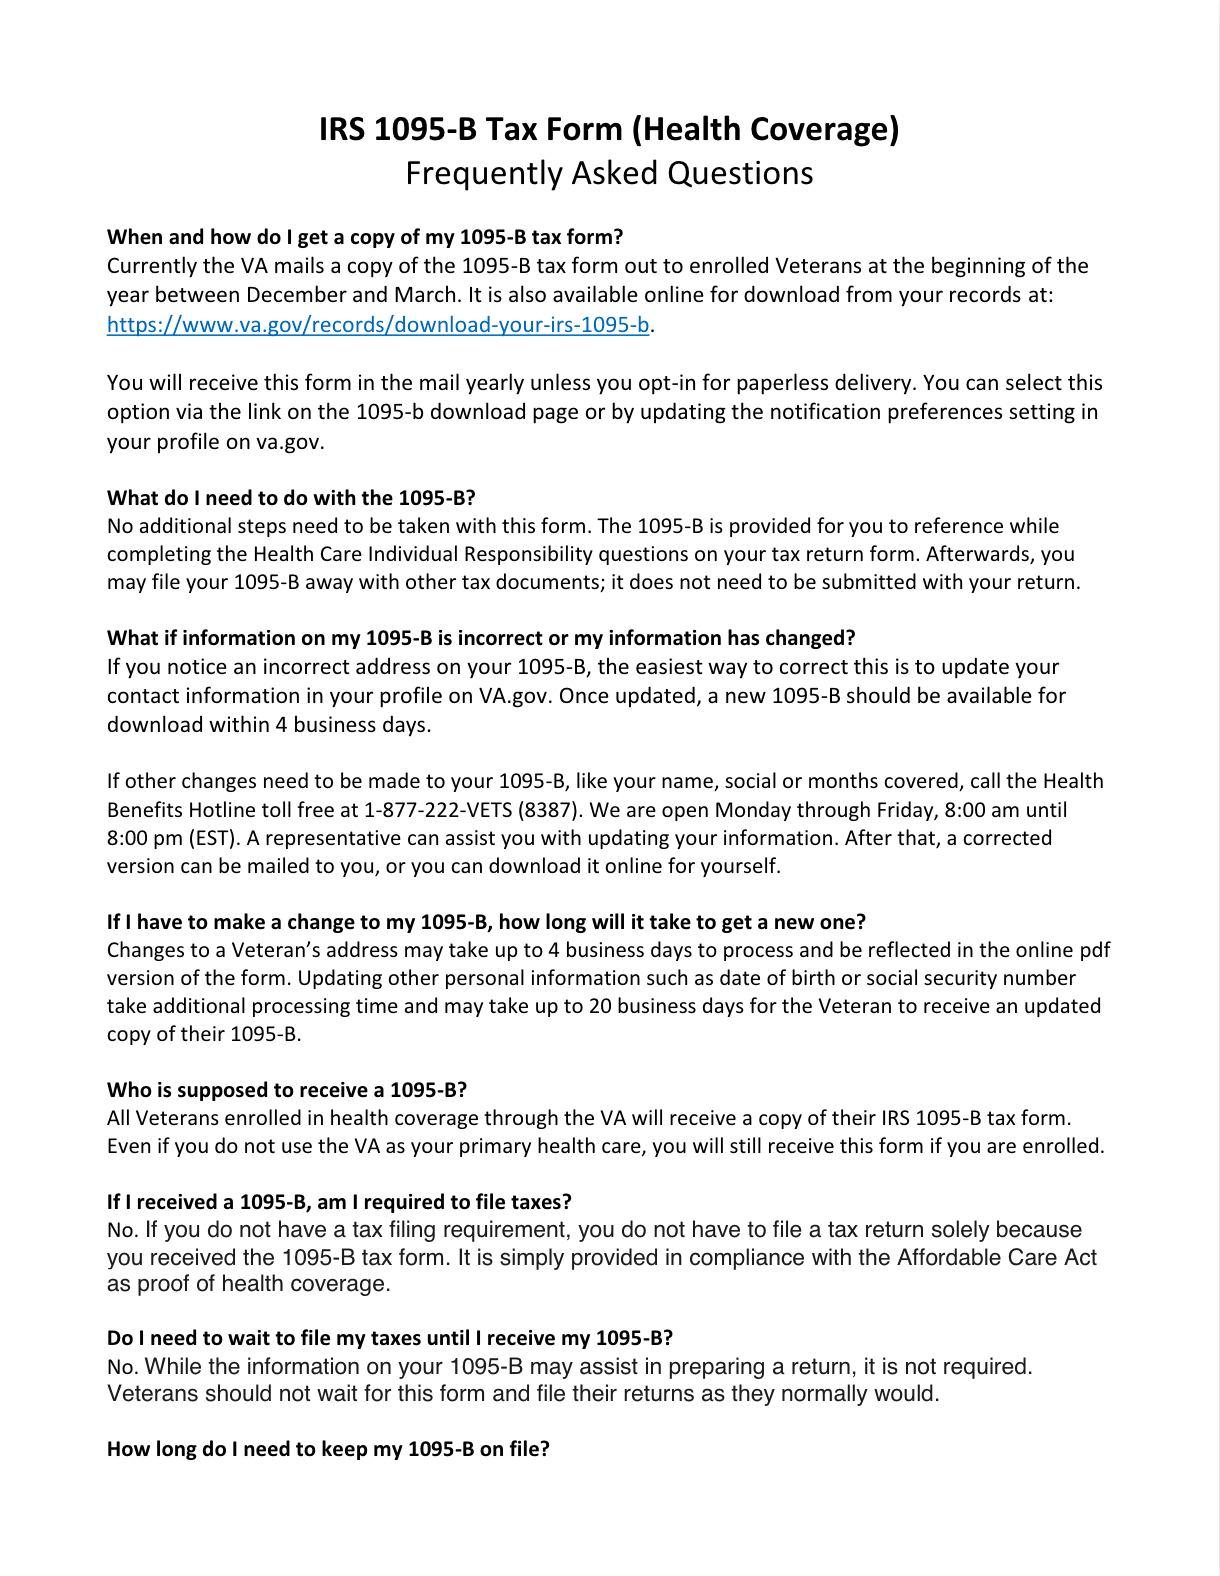 IRS 1095-B Tax Form (Health Coverage)
Frequently Asked Questions
When and how do I get a copy of my 1095-B tax form?
Currently the VA mails a copy of the 1095-B tax form out to enrolled Veterans at the beginning of the
year between December and March. It is also available online for download from your records at:
https://www.va.gov/records/download-your-irs-1095-b.
You will receive this form in the mail yearly unless you opt-in for paperless delivery. You can select this
option via the link on the 1095-b download page or by updating the notification preferences setting in
your profile on va.gov.
What do I need to do with the 1095-B?
No additional steps need to be taken with this form. The 1095-B is provided for you to reference while
completing the Health Care Individual Responsibility questions on your tax return form. Afterwards, you
may file your 1095-B away with other tax documents; it does not need to be submitted with your return.
What if information on my 1095-B is incorrect or my information has changed?
If you notice an incorrect address on your 1095-B, the easiest way to correct this is to update your
contact information in your profile on VA.gov. Once updated, a new 1095-B should be available for
download within 4 business days.
If other changes need to be made to your 1095-B, like your name, social or months covered, call the Health
Benefits Hotline toll free at 1-877-222-VETS (8387). We are open Monday through Friday, 8:00 am until
8:00 pm (EST). A representative can assist you with updating your information. After that, a corrected
version can be mailed to you, or you can download it online for yourself.
If I have to make a change to my 1095-B, how long will it take to get a new one?
Changes to a Veteran’s address may take up to 4 business days to process and be reflected in the online pdf
version of the form. Updating other personal information such as date of birth or social security number
take additional processing time and may take up to 20 business days for the Veteran to receive an updated
copy of their 1095-B.
Who is supposed to receive a 1095-B?
All Veterans enrolled in health coverage through the VA will receive a copy of their IRS 1095-B tax form.
Even if you do not use the VA as your primary health care, you will still receive this form if you are enrolled.
If I received a 1095-B, am I required to file taxes?
No. If you do not have a tax filing requirement, you do not have to file a tax return solely because
you received the 1095-B tax form. It is simply provided in compliance with the Affordable Care Act
as proof of health coverage.
Do I need to wait to file my taxes until I receive my 1095-B?
No. While the information on your 1095-B may assist in preparing a return, it is not required.
Veterans should not wait for this form and file their returns as they normally would.
How long do I need to keep my 1095-B on file?